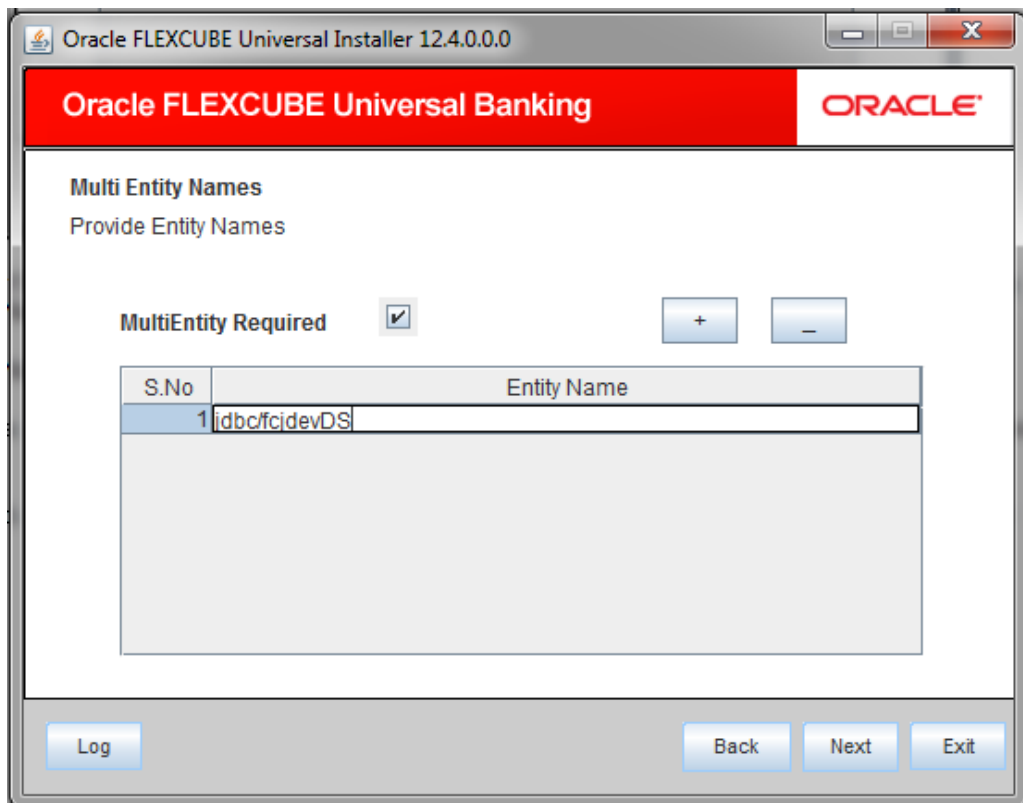 Oracle FLEXCUBE Universal Installer 12.4.0.0.0
Oracle FLEXCUBE Universal Banking
ORACLE
Multi Entity Names
Provide Entity Names
MultiEntity Required + _
S.No Entity Name
1 jdbc/fcjdevDS
Log Back Next Exit